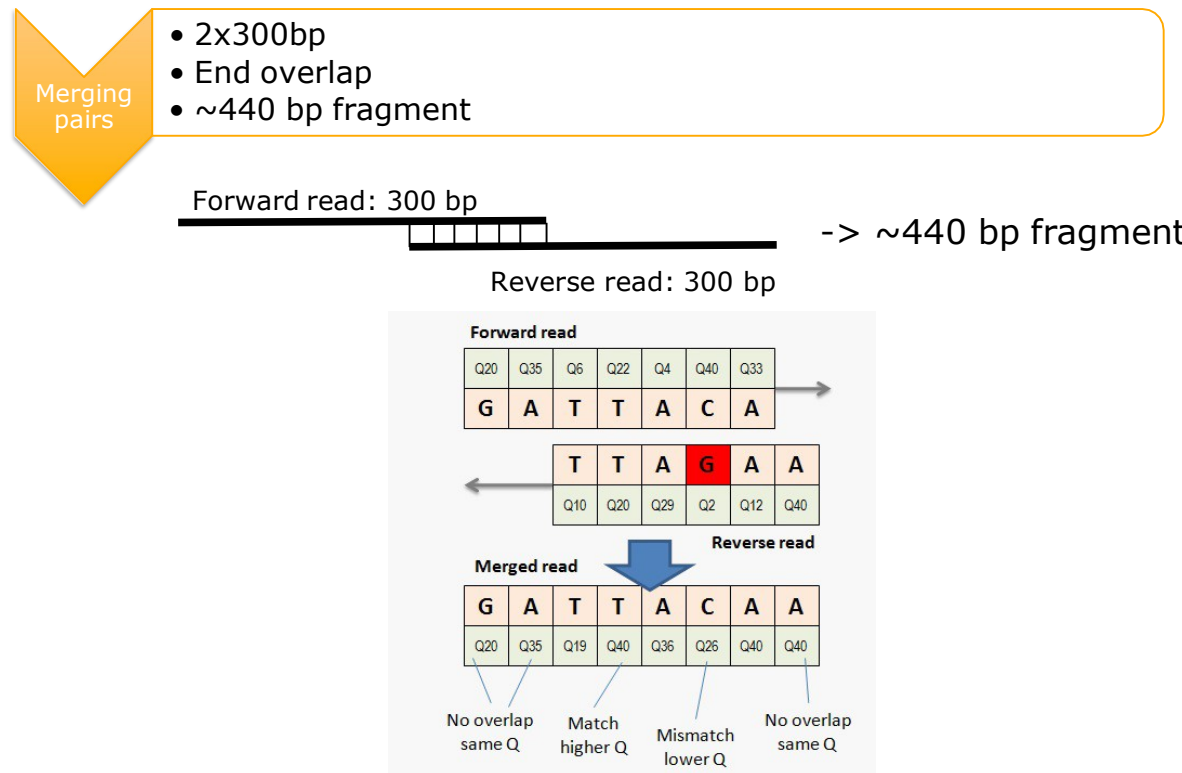 Merging
pairs
• 2x300bp
• End overlap
• ~440 bp fragment
Forward read: 300 bp
-> ~440 bp fragment
Reverse read: 300 bp
Forward read
Q20 Q35 Q6 Q22 Q4 Q40 Q33
G A T T A C A
T T A G A A
Q10 Q20 Q29 Q2 Q12 Q40
Reverse read
Merged read
G A T T A C A A
Q20 Q35 Q19 Q40 Q36 Q26 Q40 Q40
No overlap
same Q
Match
higher Q
Mismatch
lower Q
No overlap
same Q